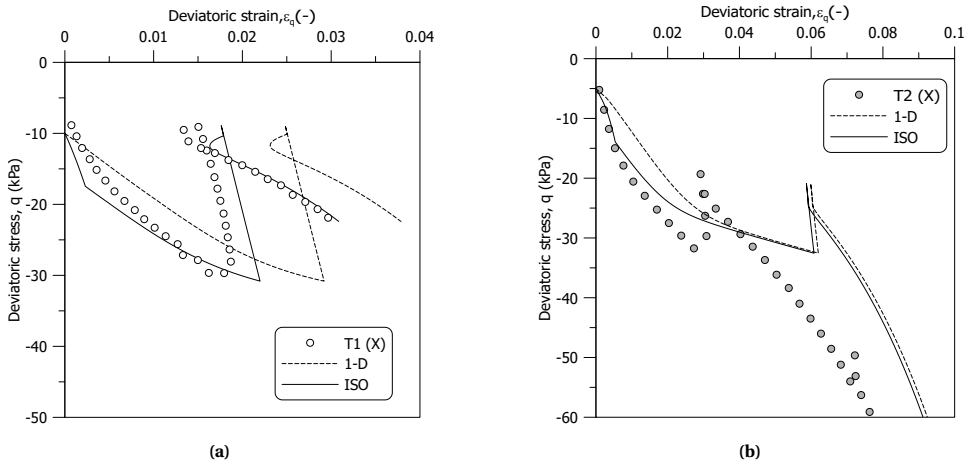 Deviatoric strain,εq(-)
0 0.01 0.02 0.03 0.04
0
-10
-20
-30
-40
-50
Deviatoric stress, q (kPa)
T1 (X)
1-D
ISO
(a)
Deviatoric strain,εq(-)
0 0.02 0.04 0.06 0.08 0.1
0
-10
-20
-30
-40
-50
-60
Deviatoric stress, q (kPa)
T2 (X)
1-D
ISO
(b)